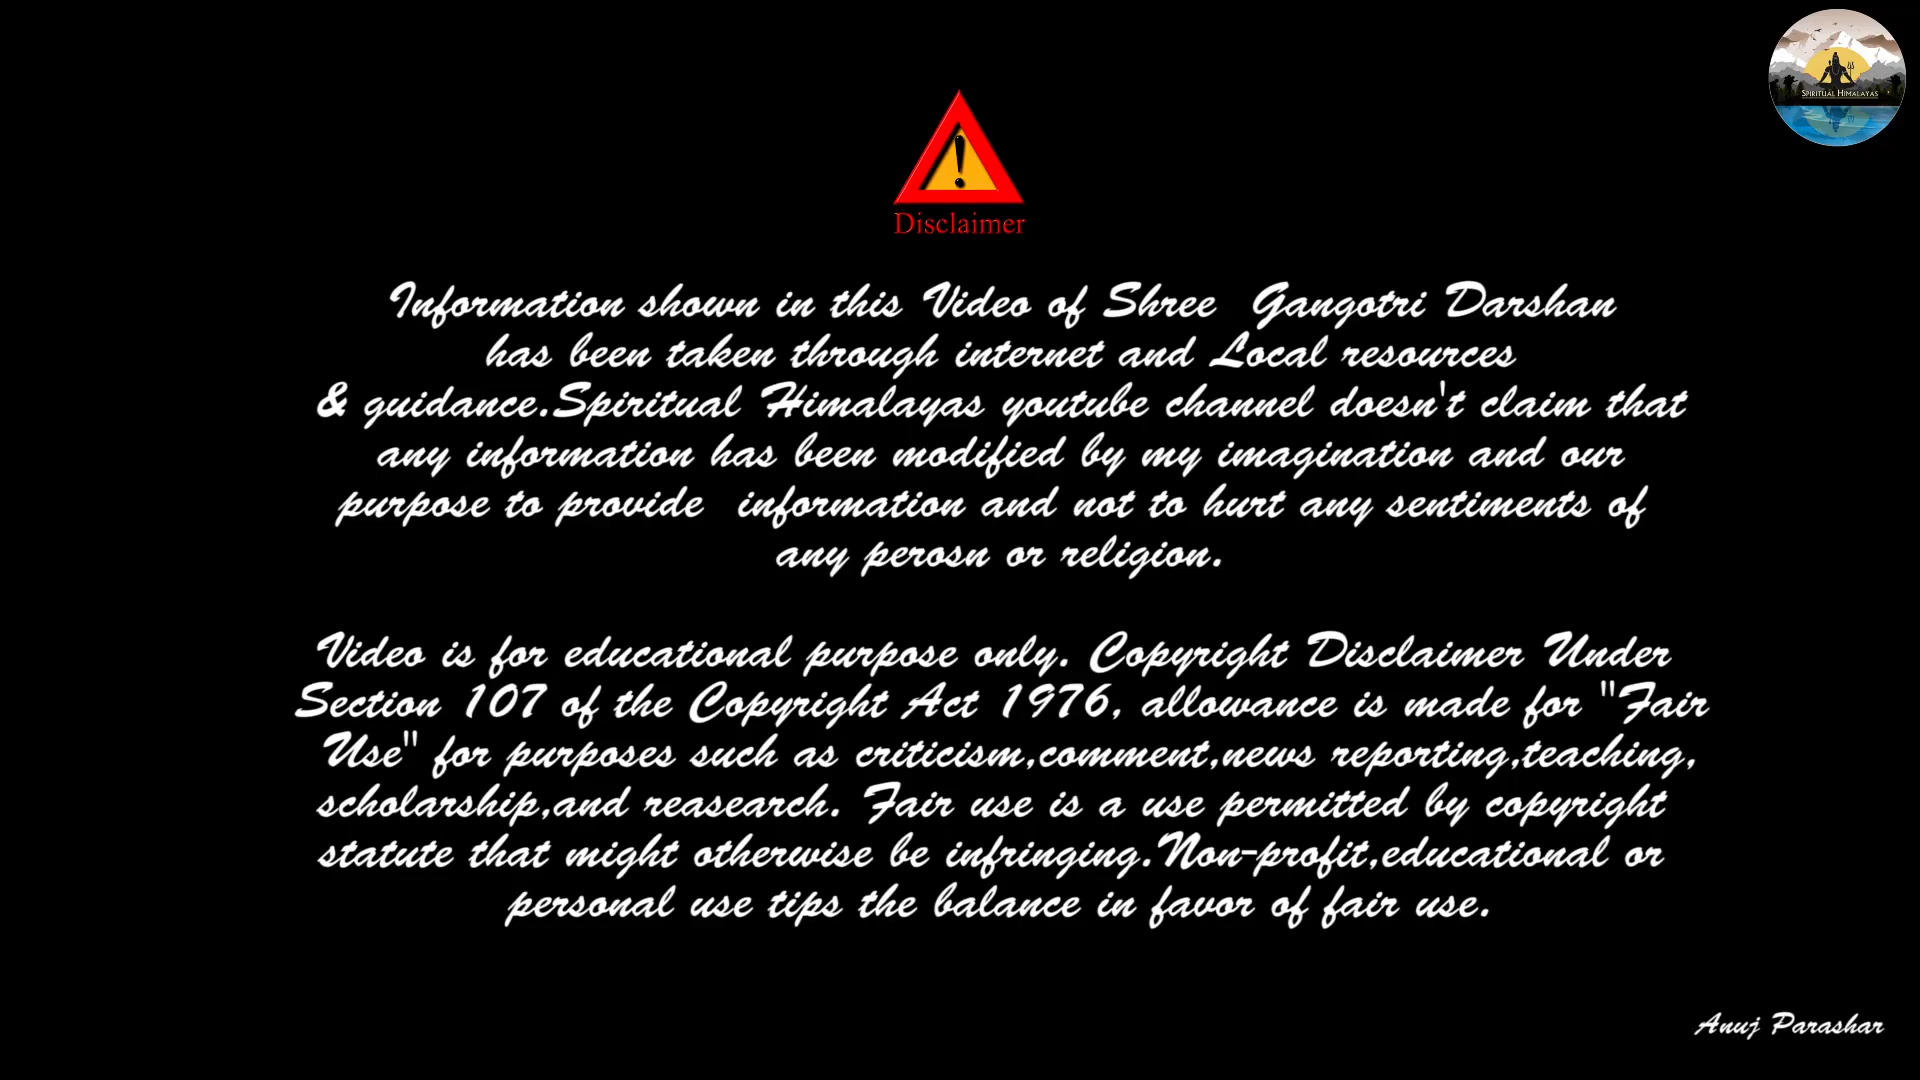 SPIRITUAL HIMALAYAS
Disclaimer
Information shown in this Video of Shree Gangotri Darshan
has been taken through internet and Local resources
& guidance.Spiritual Himalayas youtube channel doesn't claim that
any information has been modified by my imagination and our
purpose to provide information and not to hurt any sentiments of
any perosn or religion.
Video is for educational purpose only. Copyright Disclaimer Under
Section 107 of the Copyright Act 1976, allowance is made for "Fair
Use" for purposes such as criticism,comment,news reporting,teaching,
scholarship,and reasearch. Fair use is a use permitted by copyright
statute that might otherwise be infringing.Non-profit,educational or
personal use tips the balance in favor of fair use.
Anuj Parashar